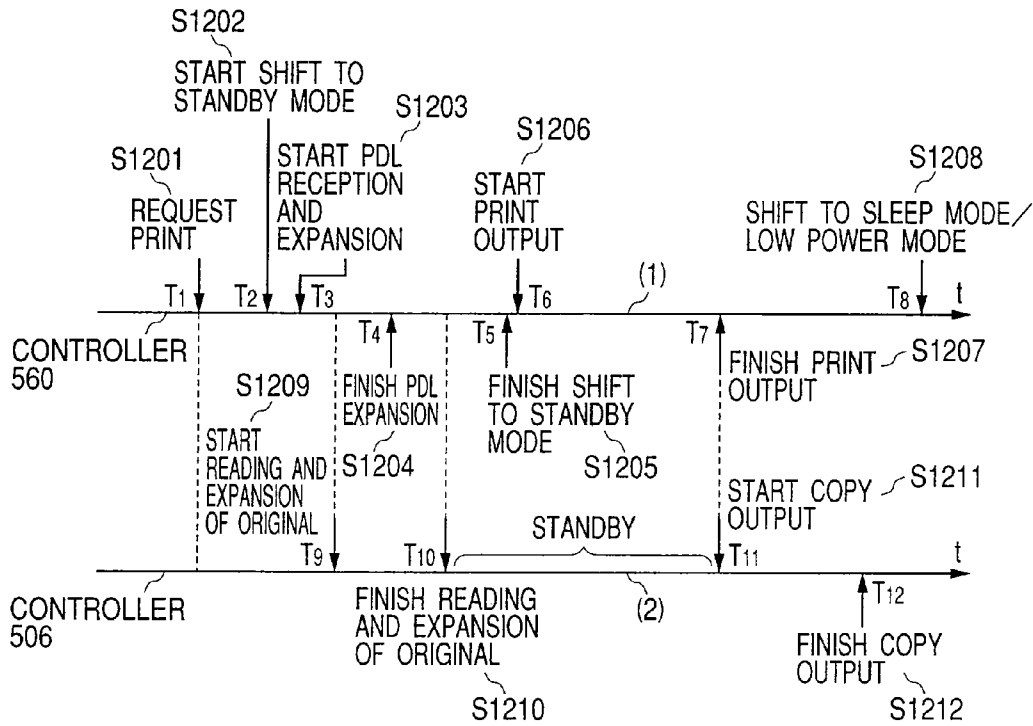 S1202
START SHIFT TO
STANDBY MODE
S1203
START PDL
RECEPTION
AND
EXPANSION
S1201
REQUEST
PRINT
S1206
START
PRINT
OUTPUT
S1208
SHIFT TO SLEEP MODE/
LOW POWER MODE
T1
T2
T3
T6
(1)
T8
t
CONTROLLER
560
T4
T5
T7
FINISH PDL
EXPANSION
S1204
FINISH SHIFT
TO STANDBY
MODE
S1205
FINISH PRINT
OUTPUT
S1207
S1209
START
READING AND
EXPANSION
OF ORIGINAL
START COPY
OUTPUT
S1211
STANDBY
T9
T10
T11
t
CONTROLLER
506
(2)
T12
FINISH READING
AND EXPANSION
OF ORIGINAL
S1210
FINISH COPY
OUTPUT
S1212